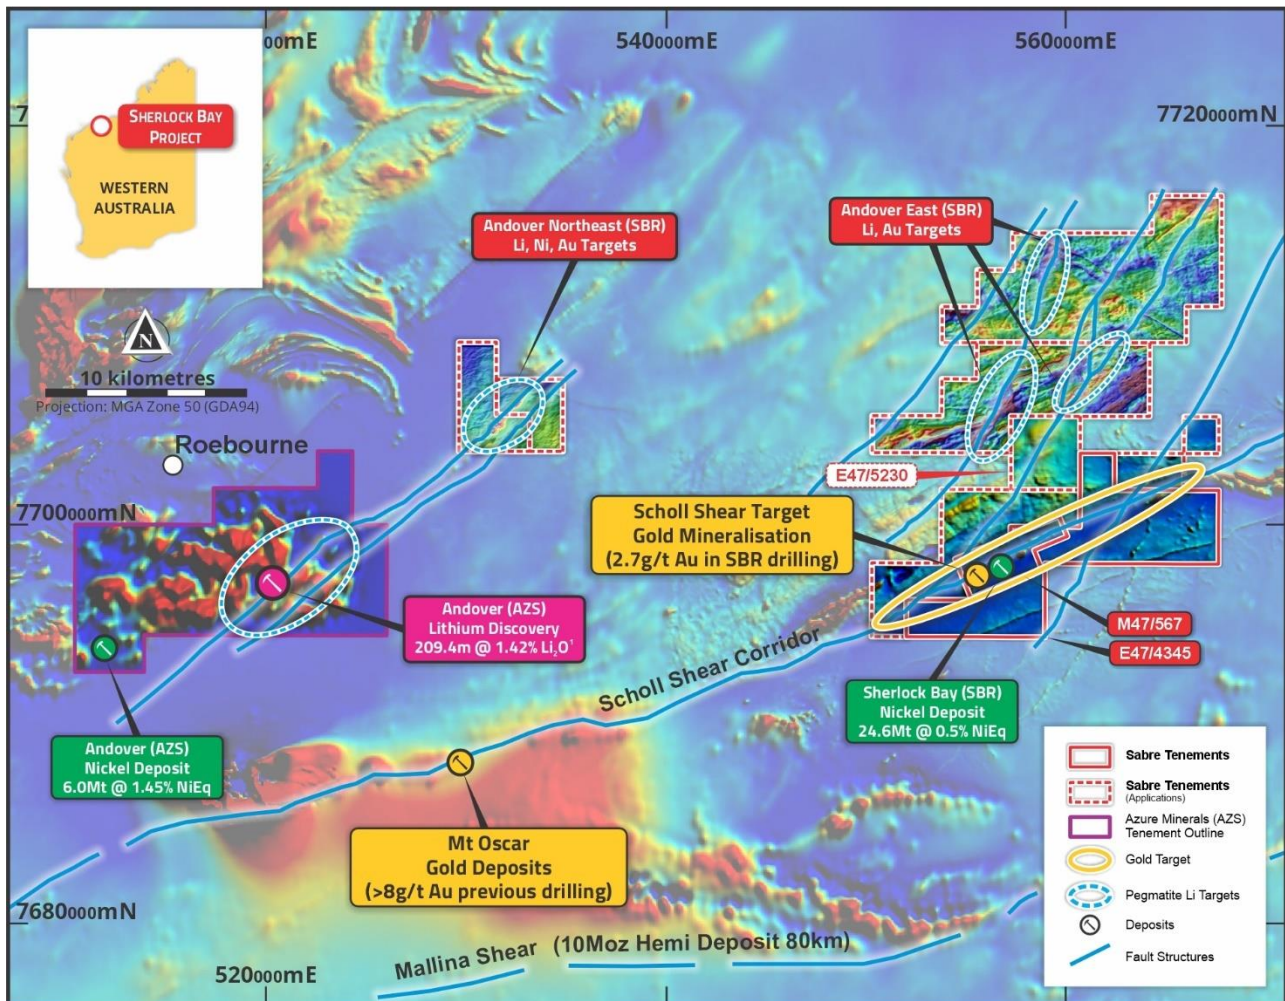 000mE
540000mE
560000mE
7
7720000mN
SHERLOCK BAY
PROJECT
WESTERN
AUSTRALIA
Andover Northeast (SBR)
Li, Ni, Au Targets
Andover East (SBR)
Li, Au Targets
N
10 kilometres
Projection: MGA Zone 50 (GDA94)
Roebourne
E47/5230
7700000mN
Scholl Shear Target
Gold Mineralisation
(2.7g/t Au in SBR drilling)
Andover (AZS)
Lithium Discovery
209.4m @ 1.42% Li₂O¹
M47/567
E47/4345
Scholl Shear Corridor
Sherlock Bay (SBR)
Nickel Deposit
24.6Mt @ 0.5% NiEq
Andover (AZS)
Nickel Deposit
6.0Mt @ 1.45% NiEq
Mt Oscar
Gold Deposits
(>8g/t Au previous drilling)
7680000mN
Mallina Shear (10Moz Hemi Deposit 80km)
520000mE
Sabre Tenements
Sabre Tenements
(Applications)
Azure Minerals (AZS)
Tenement Outline
Gold Target
Pegmatite Li Targets
Deposits
Fault Structures